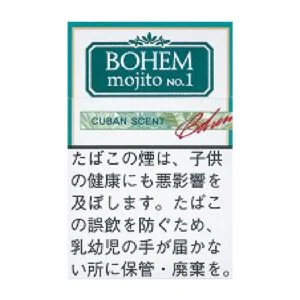 BOHEM
mojito NO.1
CUBAN SCENT
Bohem
たばこの煙は、子供
の健康にも悪影響を
及ぼします。たばこ
の誤飲を防ぐため、
乳幼児の手が届かな
い所に保管・廃棄を。